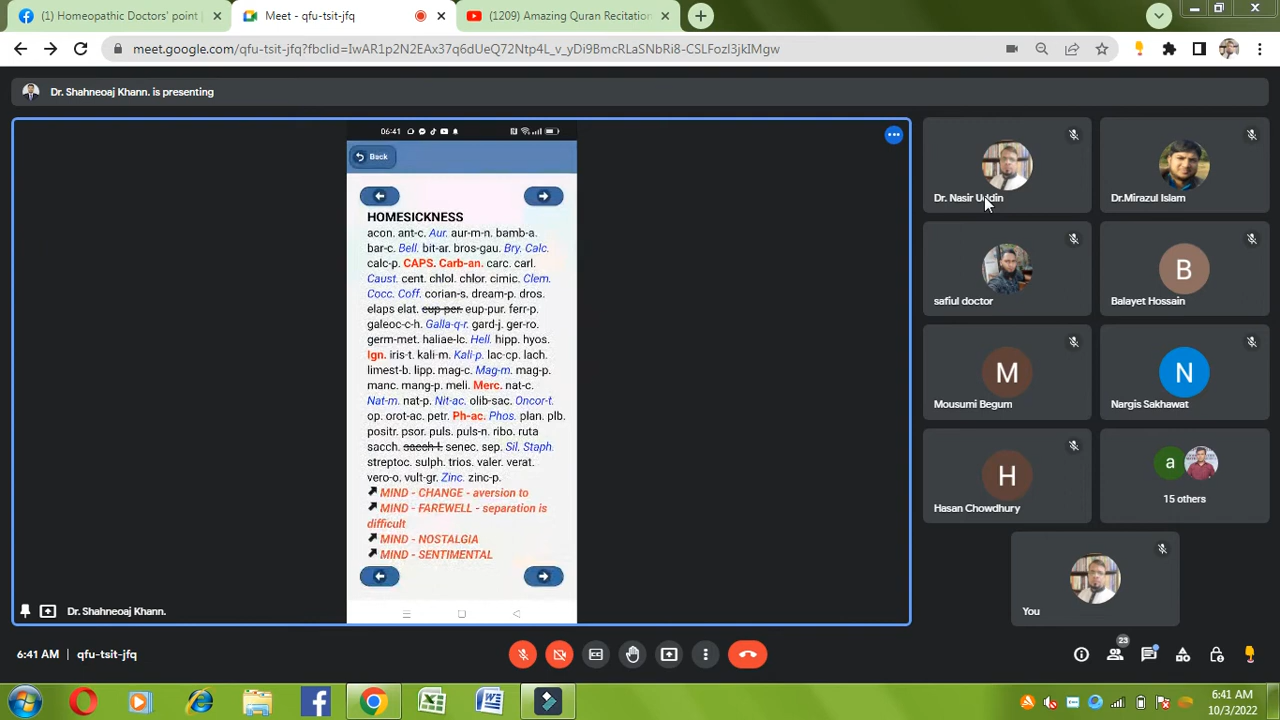 (1) Homeopathic Doctors' point |
Meet - qfu-tsit-jfq
(1209) Amazing Quran Recitation
meet.google.com/qfu-tsit-jfq?fbclid=IwAR1p2N2EAx37q6dUeQ72Ntp4L_v_yDi9BmcRLaSNbRi8-CSLFozI3jkIMgw
Dr. Shahneoaj Khann. is presenting
06:41
Back
HOMESICKNESS
acon. ant-c. Aur. aur-m-n. bamb-a.
bar-c. Bell. bit-ar. bros-gau. Bry. Calc.
calc-p. CAPS. Carb-an. carc. carl.
Caust. cent. chlol. chlor. cimic. Clem.
Cocc. Coff. corian-s. dream-p. dros.
elaps elat. eup-per. eup-pur. ferr-p.
galeoc-c-h. Galla-q-r. gard-j. ger-ro.
germ-met. haliae-lc. Hell. hipp. hyos.
Ign. iris-t. kali-m. Kali-p. lac-cp. lach.
limest-b. lipp. mag-c. Mag-m. mag-p.
manc. mang-p. meli. Merc. nat-c.
Nat-m. nat-p. Nit-ac. olib-sac. Oncor-t.
op. orot-ac. petr. Ph-ac. Phos. plan. plb.
positr. psor. puls. puls-n. ribo. ruta
sacch. sacch-l. senec. sep. Sil. Staph.
streptoc. sulph. trios. valer. verat.
vero-o. vult-gr. Zinc. zinc-p.
MIND - CHANGE - aversion to
MIND - FAREWELL - separation is
difficult
MIND - NOSTALGIA
MIND - SENTIMENTAL
Dr. Shahneoaj Khann.
Dr. Nasir Uddin
Dr.Mirazul Islam
safiul doctor
B
Balayet Hossain
M
Mousumi Begum
N
Nargis Sakhawat
H
Hasan Chowdhury
a
15 others
You
6:41 AM | qfu-tsit-jfq
23
6:41 AM
10/3/2022